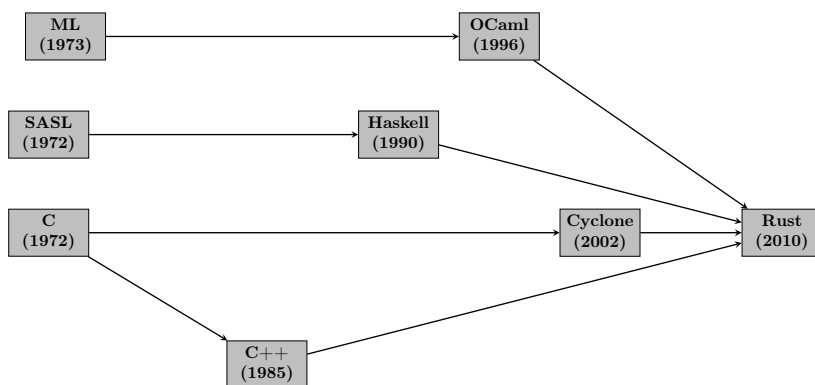 ML
(1973)
OCaml
(1996)
SASL
(1972)
Haskell
(1990)
C
(1972)
Cyclone
(2002)
Rust
(2010)
C++
(1985)